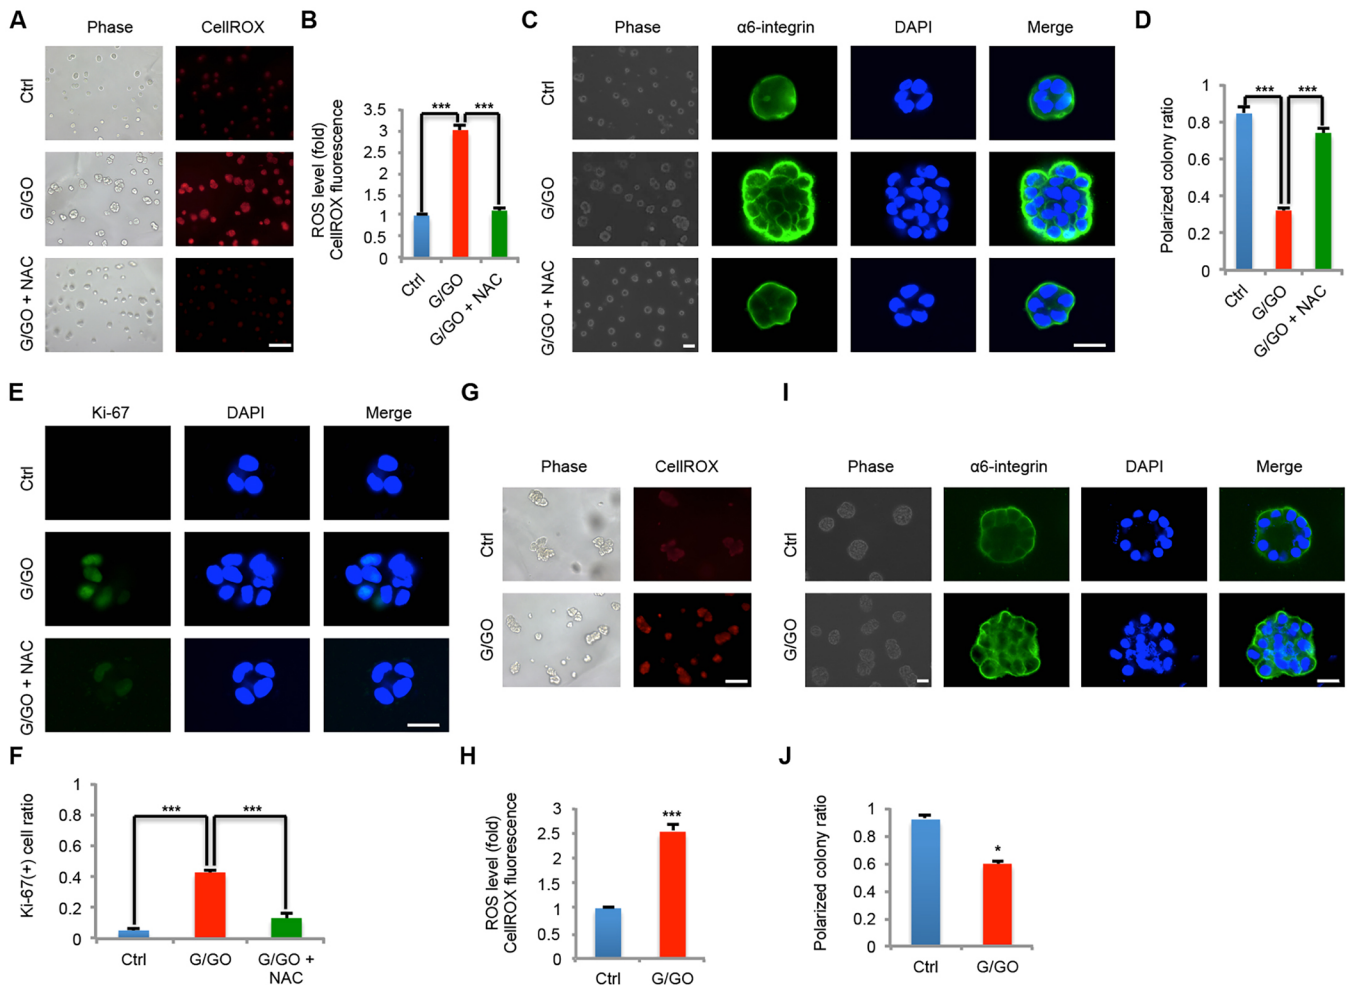 A
Phase
CellROX
Ctrl
G/GO
G/GO + NAC
B
ROS level (fold)
CellROX fluorescence
3.5
3
2.5
2
1.5
1
0.5
0
***
***
Ctrl
G/GO
G/GO + NAC
C
Phase
α6-integrin
DAPI
Merge
Ctrl
G/GO
G/GO + NAC
D
Polarized colony ratio
1
0.8
0.6
0.4
0.2
0
***
***
Ctrl
G/GO
G/GO + NAC
E
Ki-67
DAPI
Merge
Ctrl
G/GO
G/GO + NAC
F
Ki-67(+) cell ratio
1
0.8
0.6
0.4
0.2
0
***
***
Ctrl
G/GO
G/GO +
NAC
G
Phase
CellROX
Ctrl
G/GO
H
ROS level (fold)
CellROX fluorescence
3
2.5
2
1.5
1
0.5
0
***
Ctrl
G/GO
I
Phase
α6-integrin
DAPI
Merge
Ctrl
G/GO
J
Polarized colony ratio
1
0.8
0.6
0.4
0.2
0
*
Ctrl
G/GO